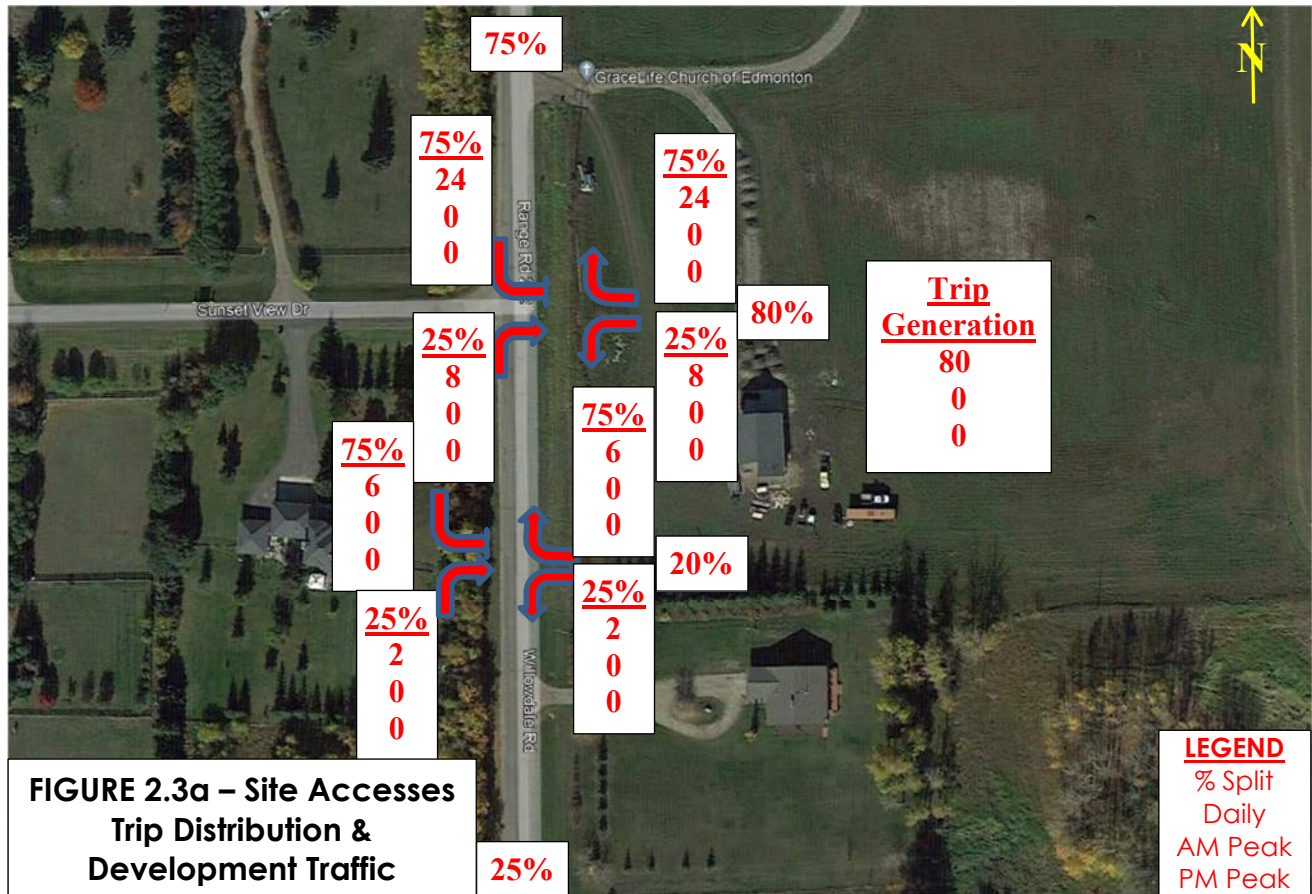 75%
N
GraceLife Church of Edmonton
75%
24
0
0
75%
24
0
0
Range Rd
Sunset View Dr
80%
Trip
Generation
80
0
0
25%
8
0
0
25%
8
0
0
75%
6
0
0
75%
6
0
0
20%
25%
2
0
0
25%
2
0
0
Willowdale Rd
FIGURE 2.3a – Site Accesses
Trip Distribution &
Development Traffic
25%
LEGEND
% Split
Daily
AM Peak
PM Peak